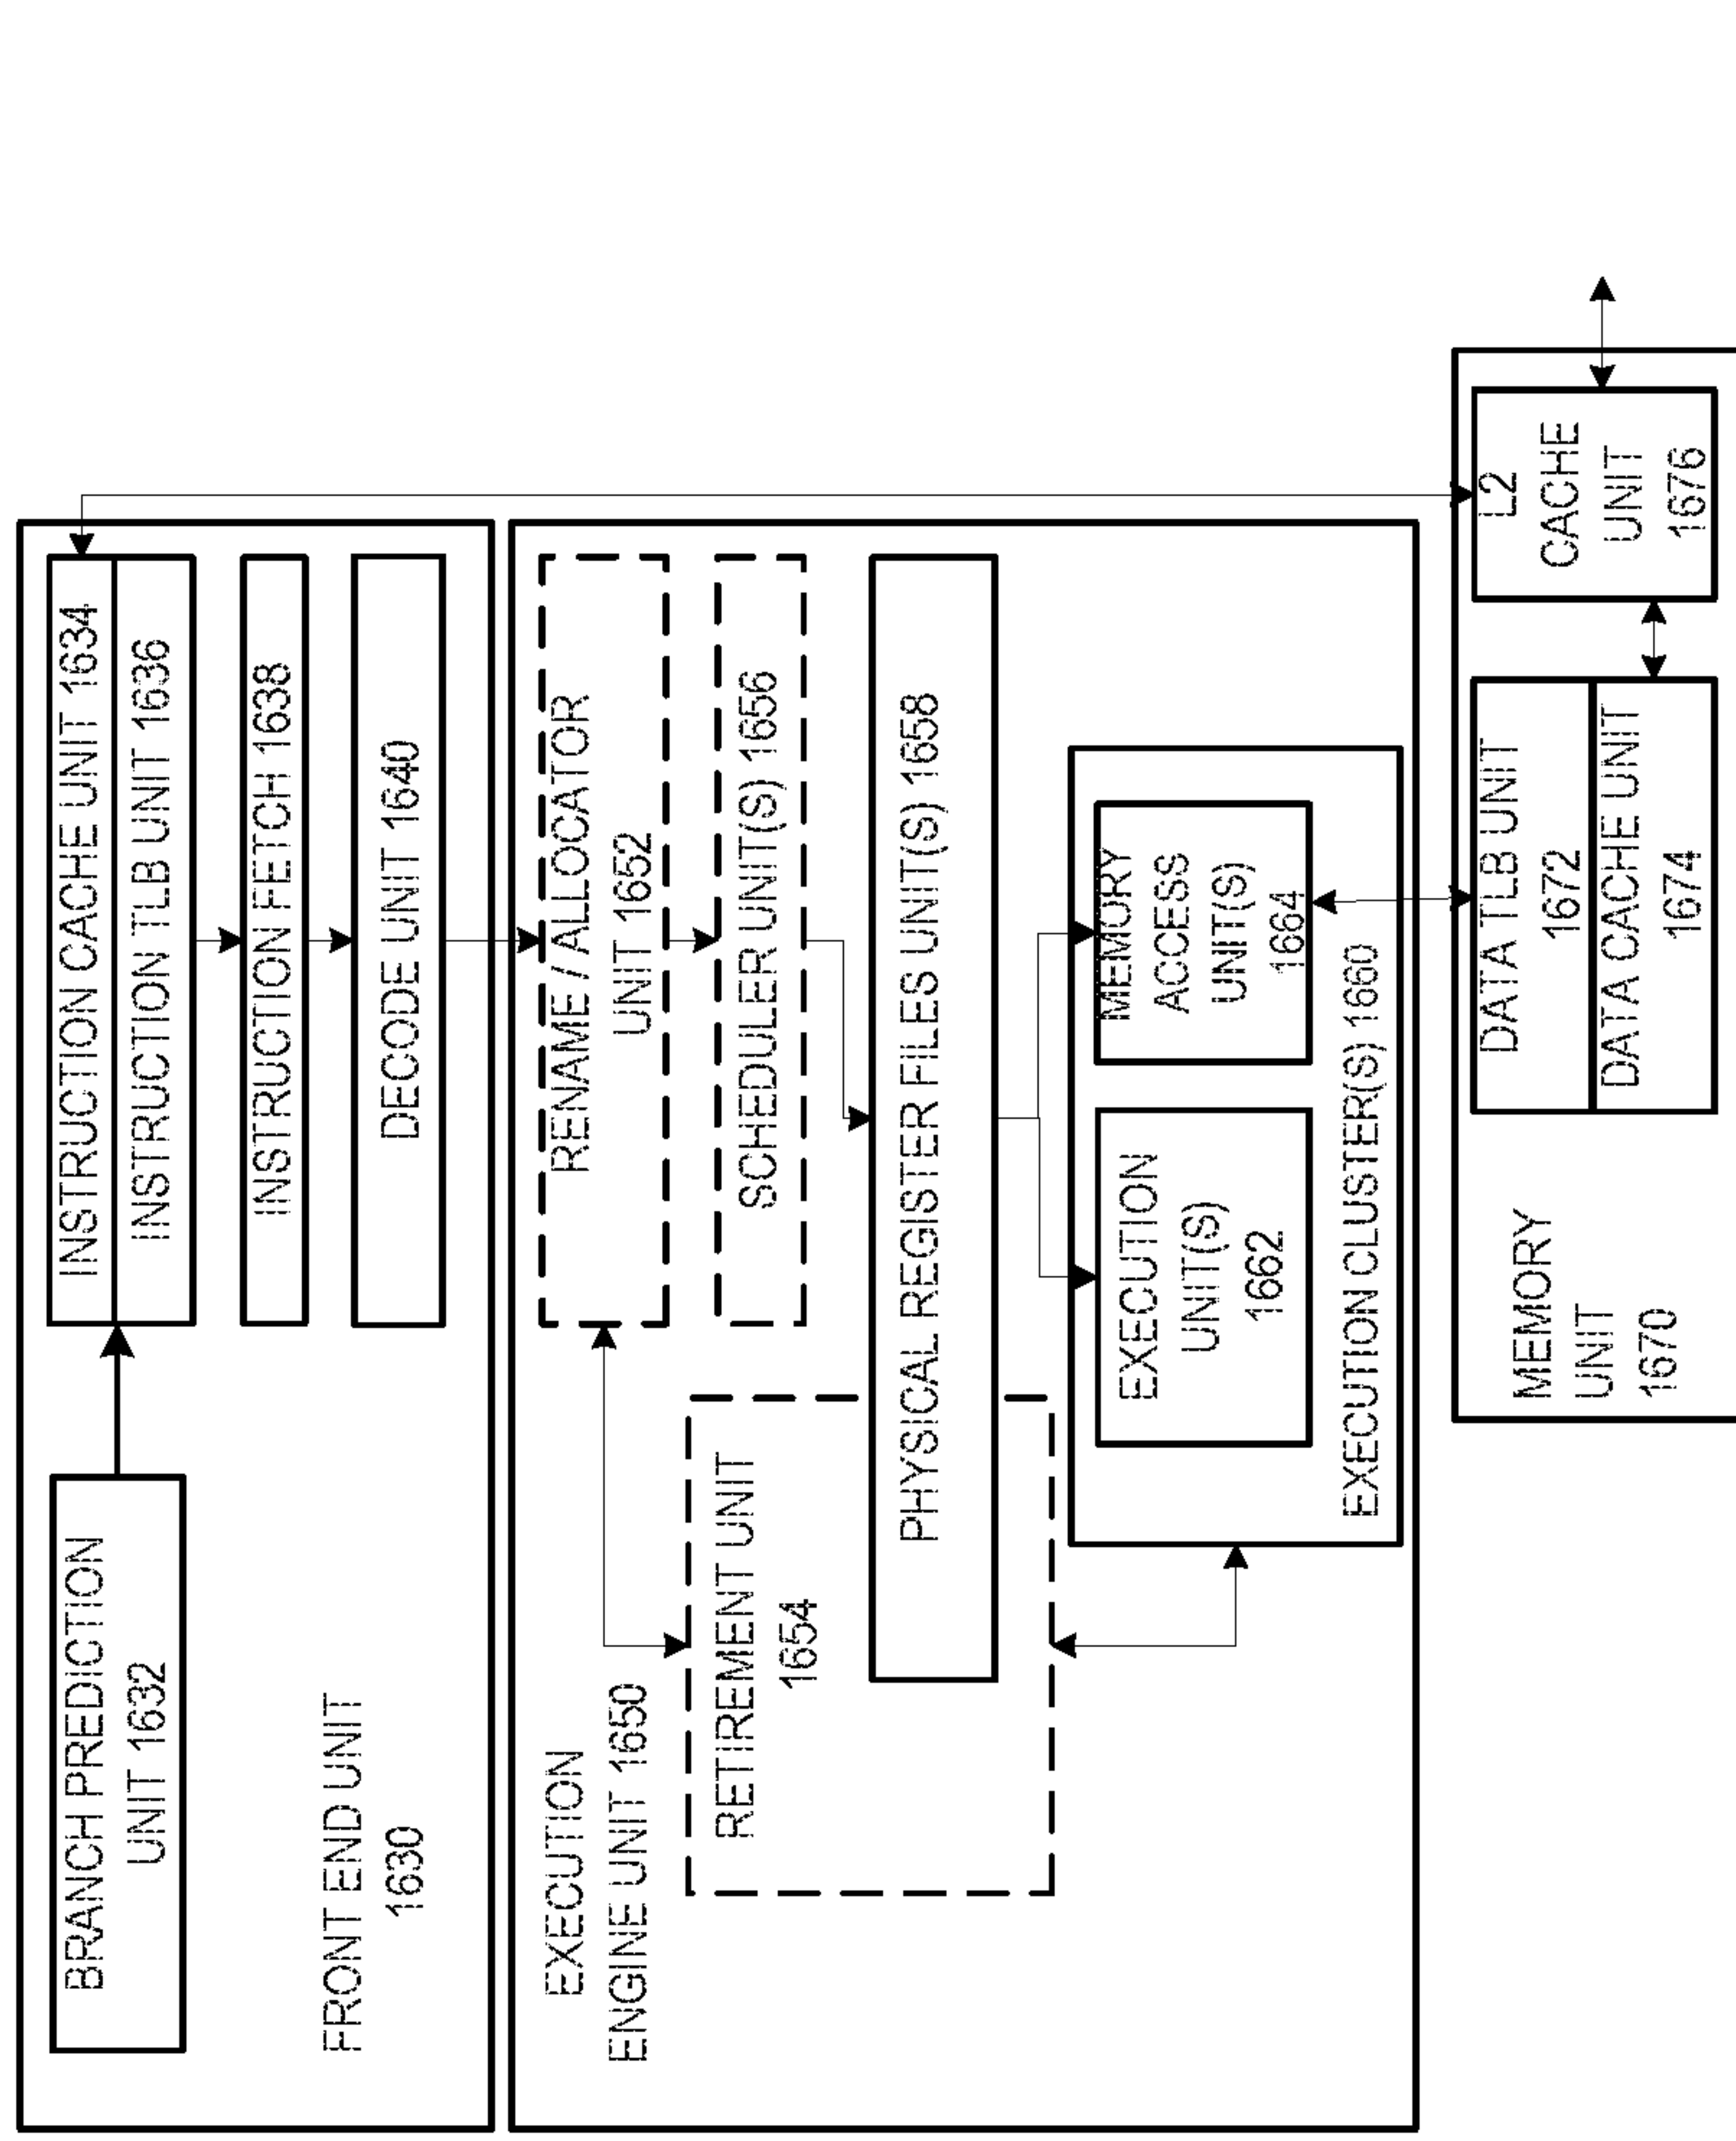 BRANCH PREDICTION
UNIT 1632
INSTRUCTION CACHE UNIT 1634
INSTRUCTION TLB UNIT 1636
INSTRUCTION FETCH 1638
FRONT END UNIT
1630
DECODE UNIT 1640
EXECUTION
ENGINE UNIT 1650
RENAME / ALLOCATOR
UNIT 1652
RETIREMENT UNIT
1654
SCHEDULER UNIT(S) 1656
PHYSICAL REGISTER FILES UNIT(S) 1658
EXECUTION
UNIT(S)
1662
MEMORY
ACCESS
UNIT(S)
1664
EXECUTION CLUSTER(S) 1660
MEMORY
UNIT
1670
DATA TLB UNIT
1672
DATA CACHE UNIT
1674
L2
CACHE
UNIT
1676